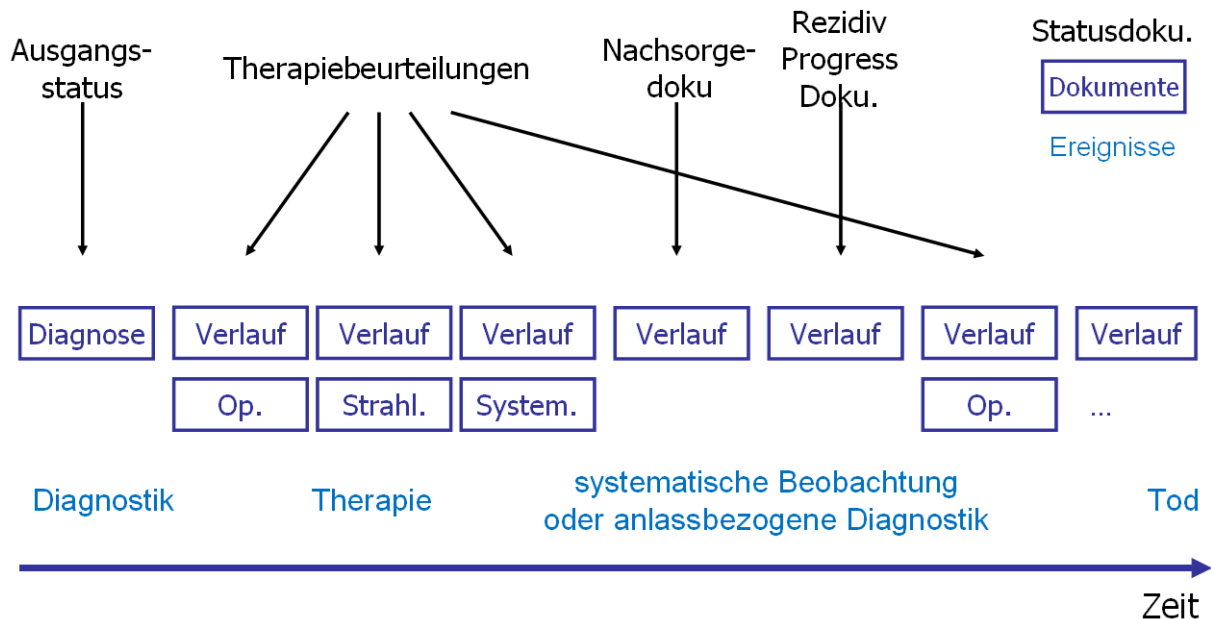 Ausgangs-
status
Therapiebeurteilungen
Nachsorge-
doku
Rezidiv
Progress
Doku.
Statusdoku.
Dokumente
Ereignisse
Diagnose
Verlauf
Verlauf
Verlauf
Verlauf
Verlauf
Verlauf
Verlauf
Op.
Strahl.
System.
Op.
...
Diagnostik
Therapie
systematische Beobachtung
oder anlassbezogene Diagnostik
Tod
Zeit